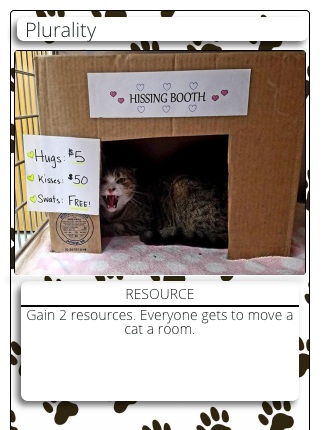 Plurality
HISSING BOOTH
Hugs: $5
Kisses: $50
Swats: FREE!
RESOURCE
Gain 2 resources. Everyone gets to move a
cat a room.